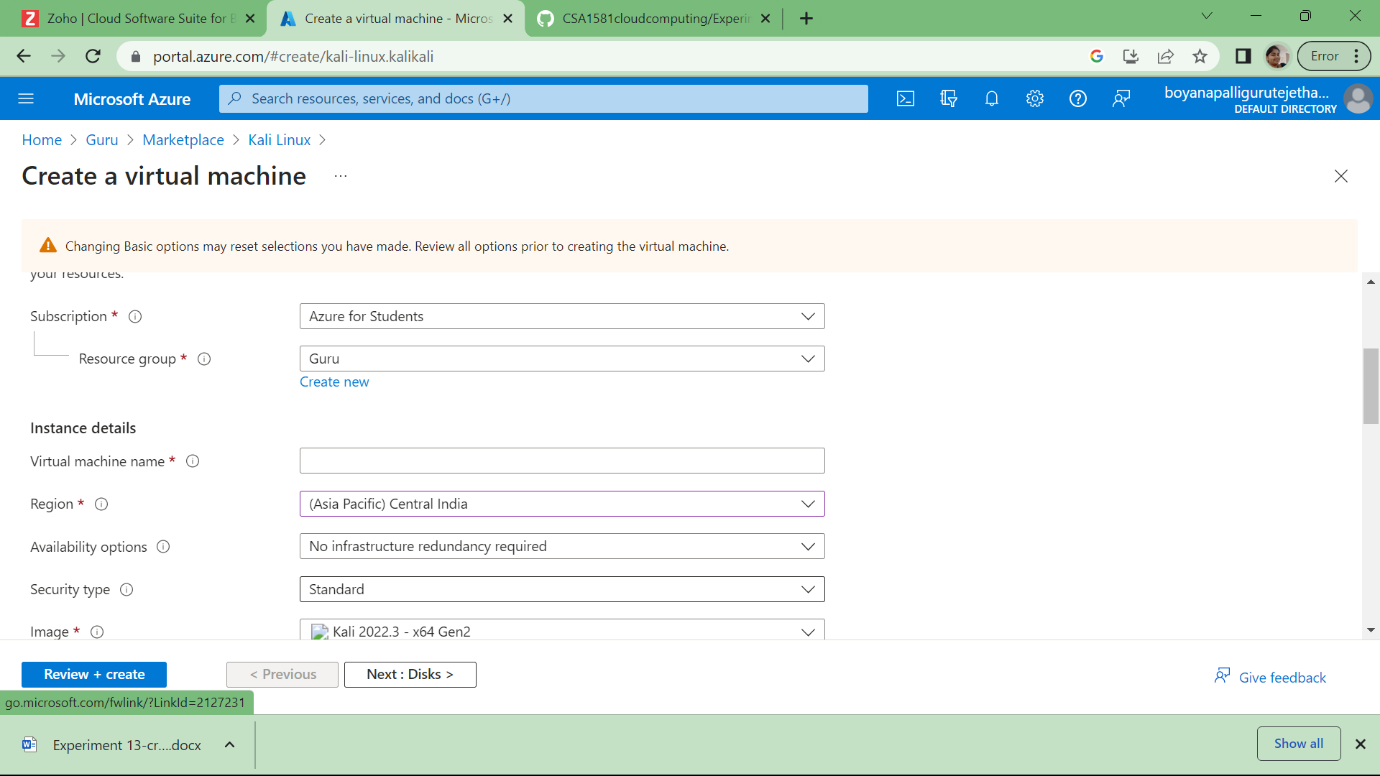 Zoho | Cloud Software Suite for B
Create a virtual machine - Micros
CSA1581cloudcomputing/Experin
portal.azure.com/#create/kali-linux.kalikali
Error
Microsoft Azure
Search resources, services, and docs (G+/)
boyanapalligurutejetha...
DEFAULT DIRECTORY
Home > Guru > Marketplace > Kali Linux >
Create a virtual machine ...
Changing Basic options may reset selections you have made. Review all options prior to creating the virtual machine.
your resources.
Subscription * Azure for Students
Resource group * Guru
Create new
Instance details
Virtual machine name *
Region * (Asia Pacific) Central India
Availability options No infrastructure redundancy required
Security type Standard
Image * Kali 2022.3 - x64 Gen2
Review + create < Previous Next : Disks > Give feedback
go.microsoft.com/fwlink/?LinkId=2127231
Experiment 13-cr....docx Show all